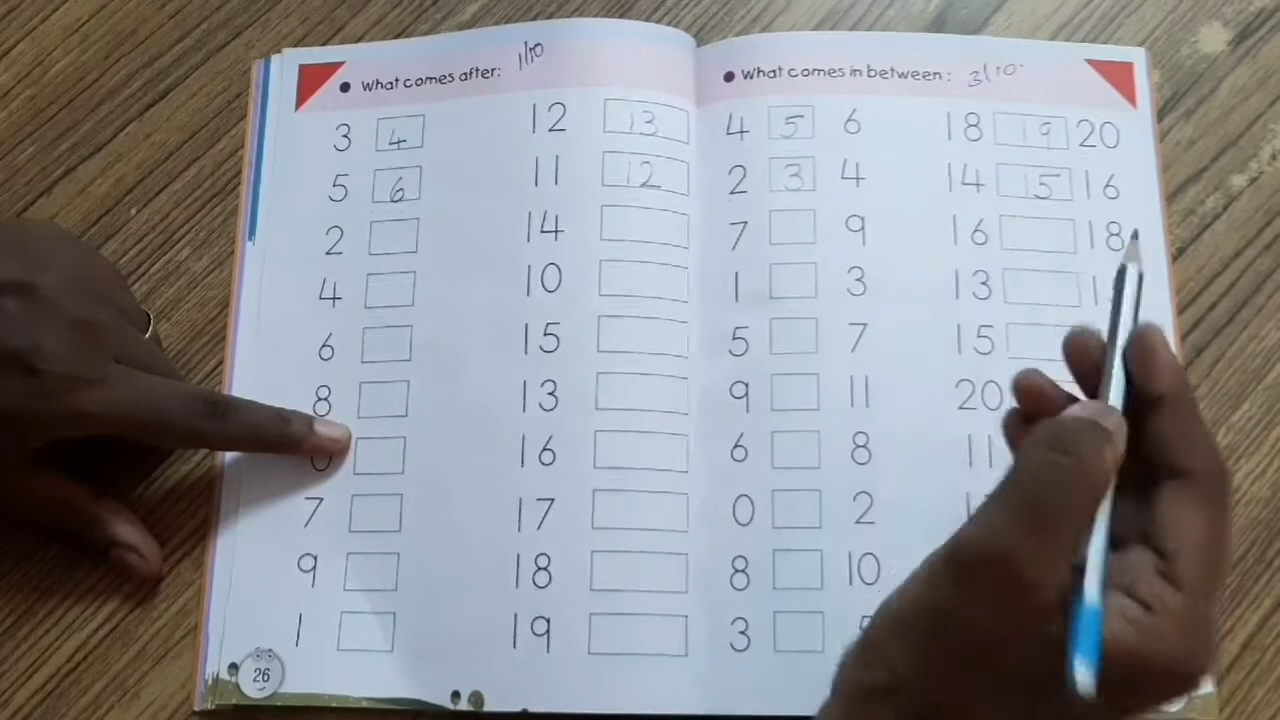 What comes after: 1/10
3 4 12 13
5 6 11 12
2 14
4 10
6 15
8 13
0 16
7 17
9 18
1 19
26
What comes in between: 3/10
4 5 6 18 19 20
2 3 4 14 15 16
7 9 16 18
1 3 13
5 7 15
9 11 20
6 8 11
0 2
8 10
3